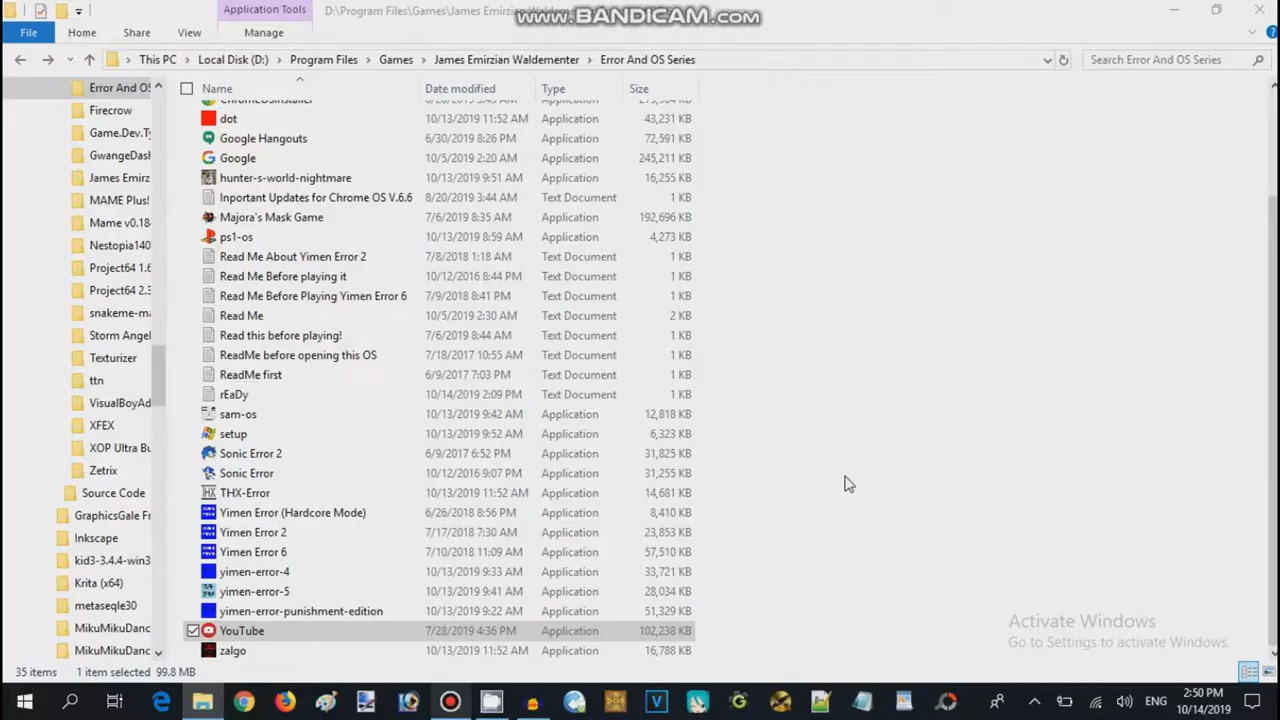 Application Tools
D:\Program Files\Games\James Emirzian Waldementer
www.BANDICAM.com
File Home Share View Manage
This PC Local Disk (D:) Program Files Games James Emirzian Waldementer Error And OS Series
Search Error And OS Series
Error And OS
Firecrow
Game.Dev.Ty
GwangeDash
James Emirz
MAME Plus!
Mame v0.18
Nestopia140
Project64 1.6
Project64 2.3
snakeme-ma
Storm Angel
Texturizer
ttn
VisualBoyAd
XFEX
XOP Ultra Bu
Zetrix
Source Code
GraphicsGale Fr
Inkscape
kid3-3.4.4-win3
Krita (x64)
metaseqle30
MikuMikuDanc
MikuMikuDanc
Name Date modified Type Size
dot 10/13/2019 11:52 AM Application 43,231 KB
Google Hangouts 6/30/2019 8:26 PM Application 72,591 KB
Google 10/5/2019 2:20 AM Application 245,211 KB
hunter-s-world-nightmare 10/13/2019 9:51 AM Application 16,255 KB
Inportant Updates for Chrome OS V.6.6 8/20/2019 3:44 AM Text Document 1 KB
Majora's Mask Game 7/6/2019 8:35 AM Application 192,696 KB
ps1-os 10/13/2019 8:59 AM Application 4,273 KB
Read Me About Yimen Error 2 7/8/2018 1:18 AM Text Document 1 KB
Read Me Before playing it 10/12/2016 8:44 PM Text Document 1 KB
Read Me Before Playing Yimen Error 6 7/9/2018 8:41 PM Text Document 1 KB
Read Me 10/5/2019 2:30 AM Text Document 2 KB
Read this before playing! 7/6/2019 8:44 AM Text Document 1 KB
ReadMe before opening this OS 7/18/2017 10:55 AM Text Document 1 KB
ReadMe first 6/9/2017 7:03 PM Text Document 1 KB
rEaDy 10/14/2019 2:09 PM Text Document 1 KB
sam-os 10/13/2019 9:42 AM Application 12,818 KB
setup 10/13/2019 9:52 AM Application 6,323 KB
Sonic Error 2 6/9/2017 6:52 PM Application 31,825 KB
Sonic Error 10/12/2016 9:07 PM Application 31,255 KB
THX-Error 10/13/2019 11:52 AM Application 14,681 KB
Yimen Error (Hardcore Mode) 6/26/2018 8:56 PM Application 8,410 KB
Yimen Error 2 7/17/2018 7:30 AM Application 23,853 KB
Yimen Error 6 7/10/2018 11:09 AM Application 57,510 KB
yimen-error-4 10/13/2019 9:33 AM Application 33,721 KB
yimen-error-5 10/13/2019 9:41 AM Application 28,034 KB
yimen-error-punishment-edition 10/13/2019 9:22 AM Application 51,329 KB
YouTube 7/28/2019 4:36 PM Application 102,238 KB
zalgo 10/13/2019 11:52 AM Application 16,788 KB
Activate Windows
Go to Settings to activate Windows.
35 items 1 item selected 99.8 MB
ENG
2:50 PM
10/14/2019